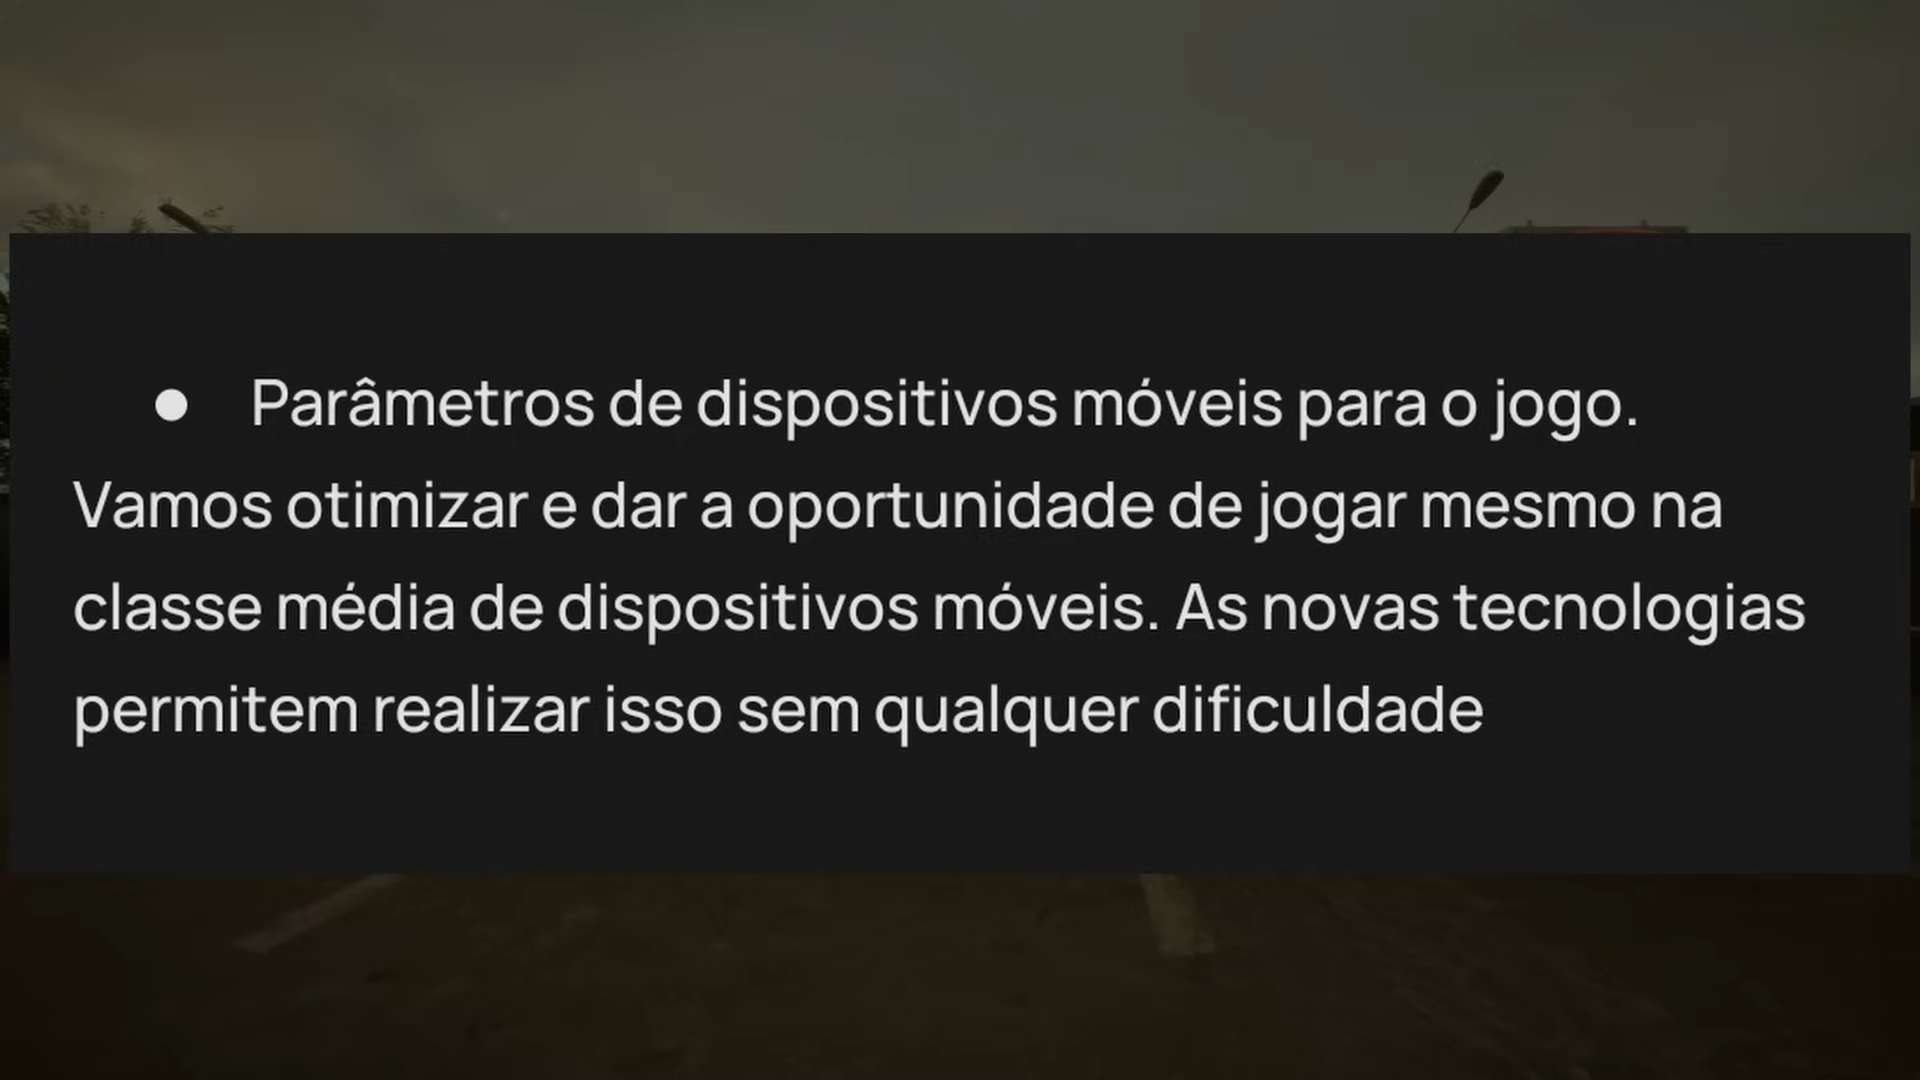 ● Parâmetros de dispositivos móveis para o jogo.
Vamos otimizar e dar a oportunidade de jogar mesmo na
classe média de dispositivos móveis. As novas tecnologias
permitem realizar isso sem qualquer dificuldade